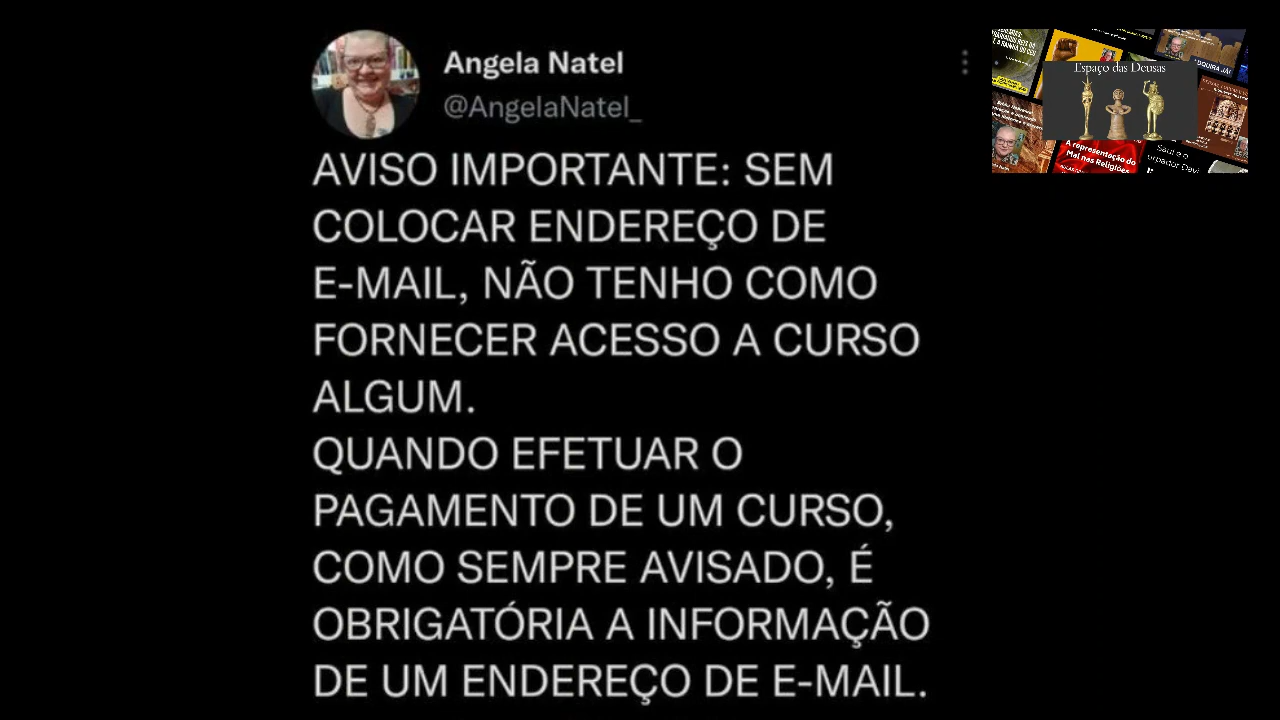 Angela Natel
@AngelaNatel_
AVISO IMPORTANTE: SEM
COLOCAR ENDEREÇO DE
E-MAIL, NÃO TENHO COMO
FORNECER ACESSO A CURSO
ALGUM.
QUANDO EFETUAR O
PAGAMENTO DE UM CURSO,
COMO SEMPRE AVISADO, É
OBRIGATÓRIA A INFORMAÇÃO
DE UM ENDEREÇO DE E-MAIL.
Espaço das Deusas
A representação do
Mal nas Religiões
Saul e o